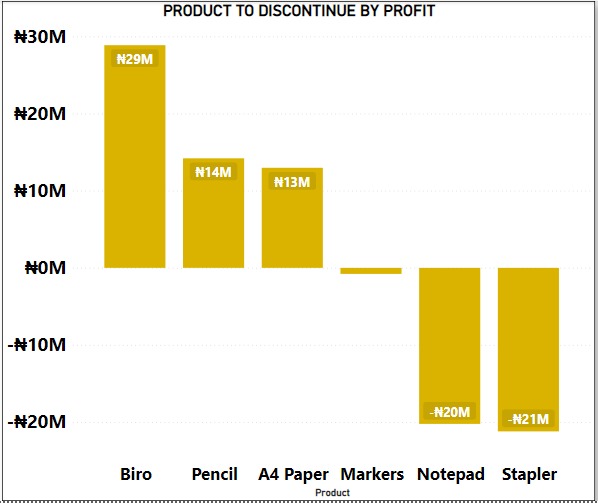 PRODUCT TO DISCONTINUE BY PROFIT
₦30M
₦20M
₦10M
₦0M
-₦10M
-₦20M
₦29M
₦14M
₦13M
-₦20M
-₦21M
Biro Pencil A4 Paper Markers Notepad Stapler
Product